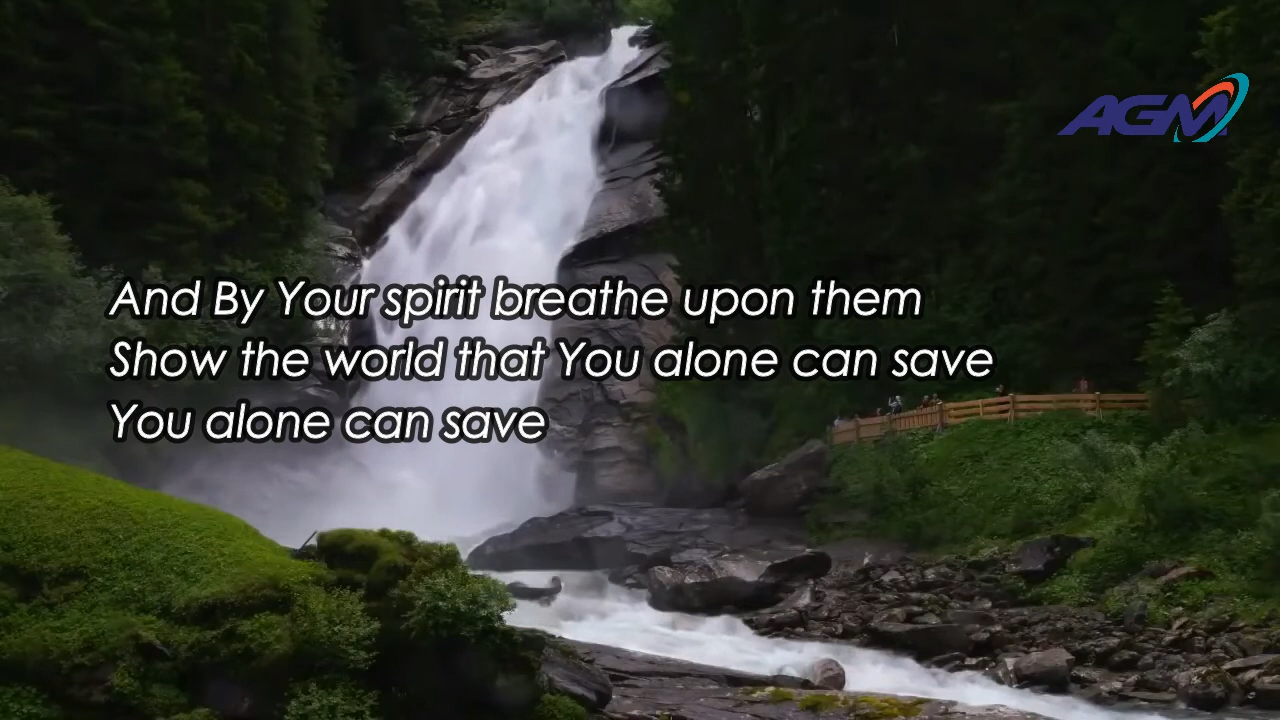 AGM
And By Your spirit breathe upon them
Show the world that You alone can save
You alone can save